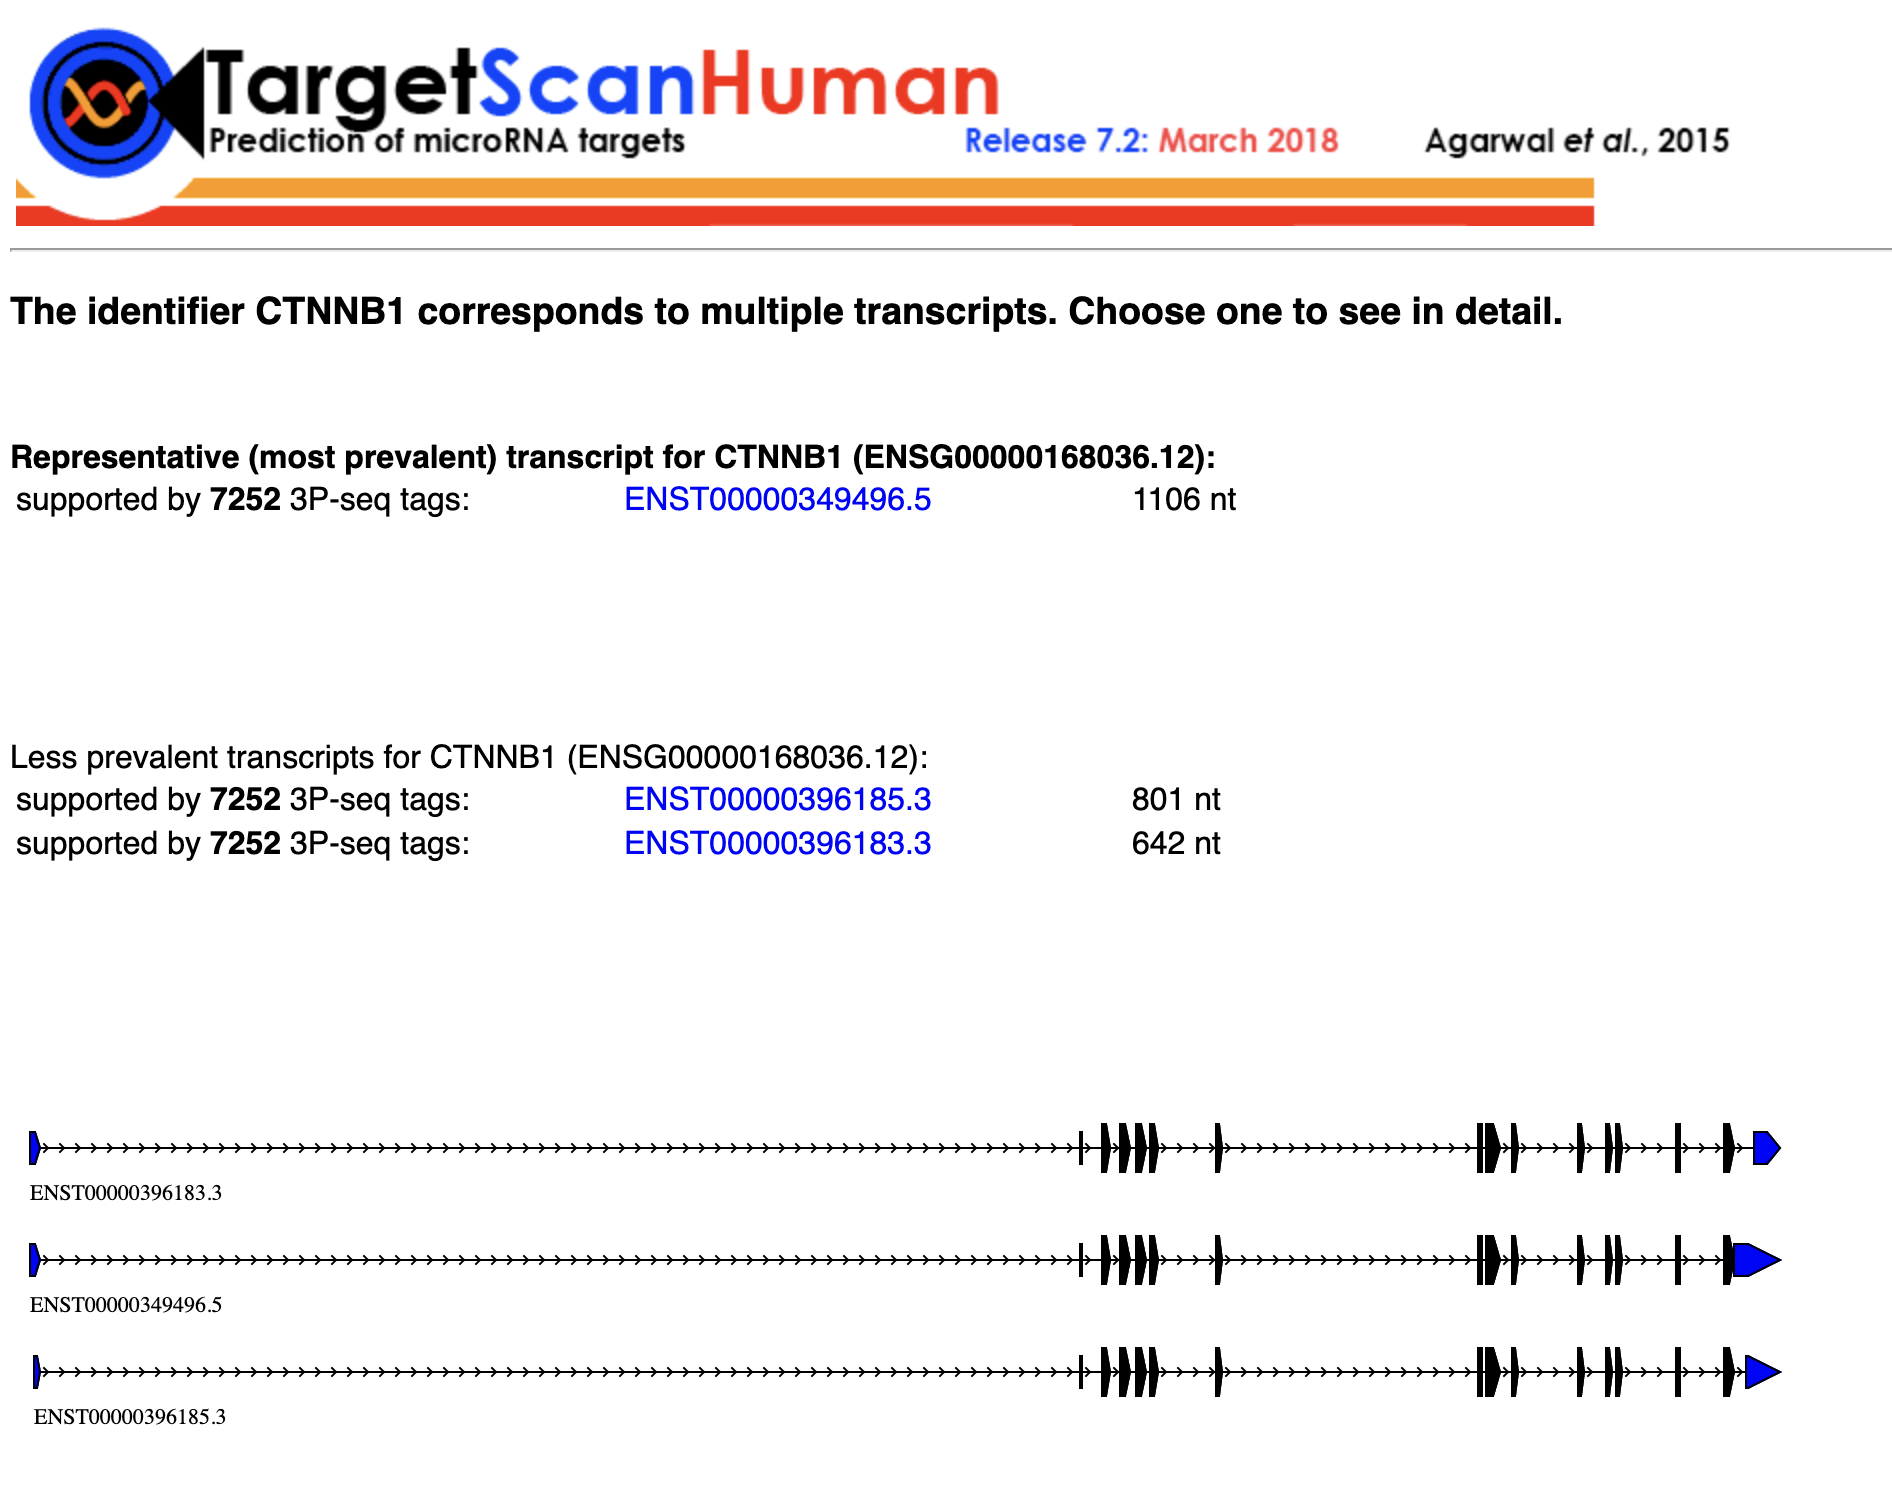 TargetScanHuman
Prediction of microRNA targets Release 7.2: March 2018 Agarwal et al., 2015
The identifier CTNNB1 corresponds to multiple transcripts. Choose one to see in detail.
Representative (most prevalent) transcript for CTNNB1 (ENSG00000168036.12):
supported by 7252 3P-seq tags: ENST00000349496.5 1106 nt
Less prevalent transcripts for CTNNB1 (ENSG00000168036.12):
supported by 7252 3P-seq tags: ENST00000396185.3 801 nt
supported by 7252 3P-seq tags: ENST00000396183.3 642 nt
ENST00000396183.3
ENST00000349496.5
ENST00000396185.3